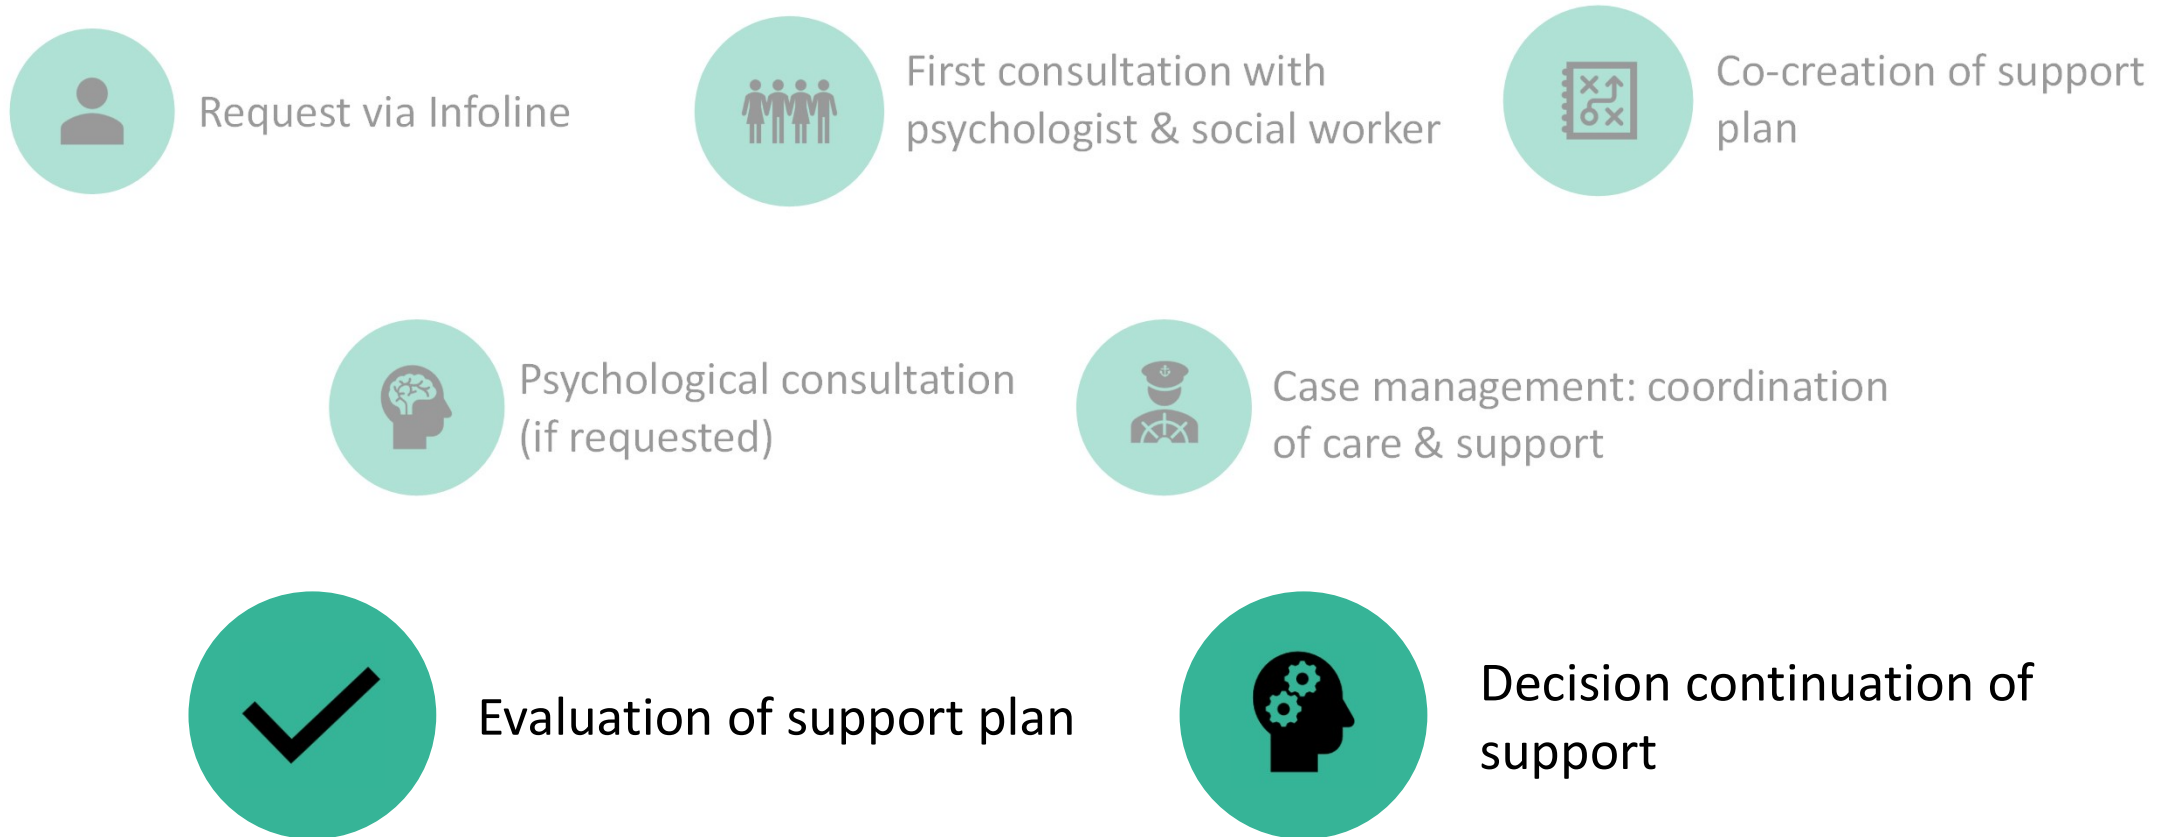 Request via Infoline
First consultation with
psychologist & social worker
Co-creation of support
plan
Psychological consultation
(if requested)
Case management: coordination
of care & support
Evaluation of support plan
Decision continuation of
support